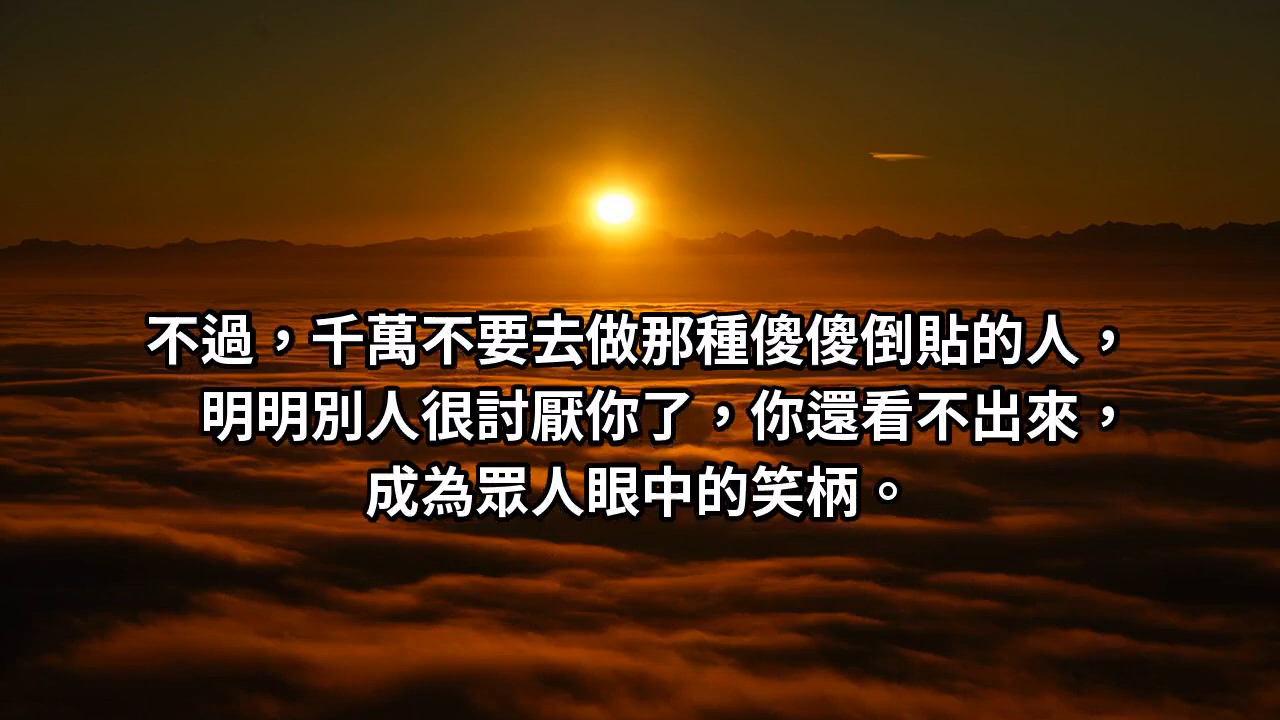 不過，千萬不要去做那種傻傻倒貼的人，
明明別人很討厭你了，你還看不出來，
成為眾人眼中的笑柄。